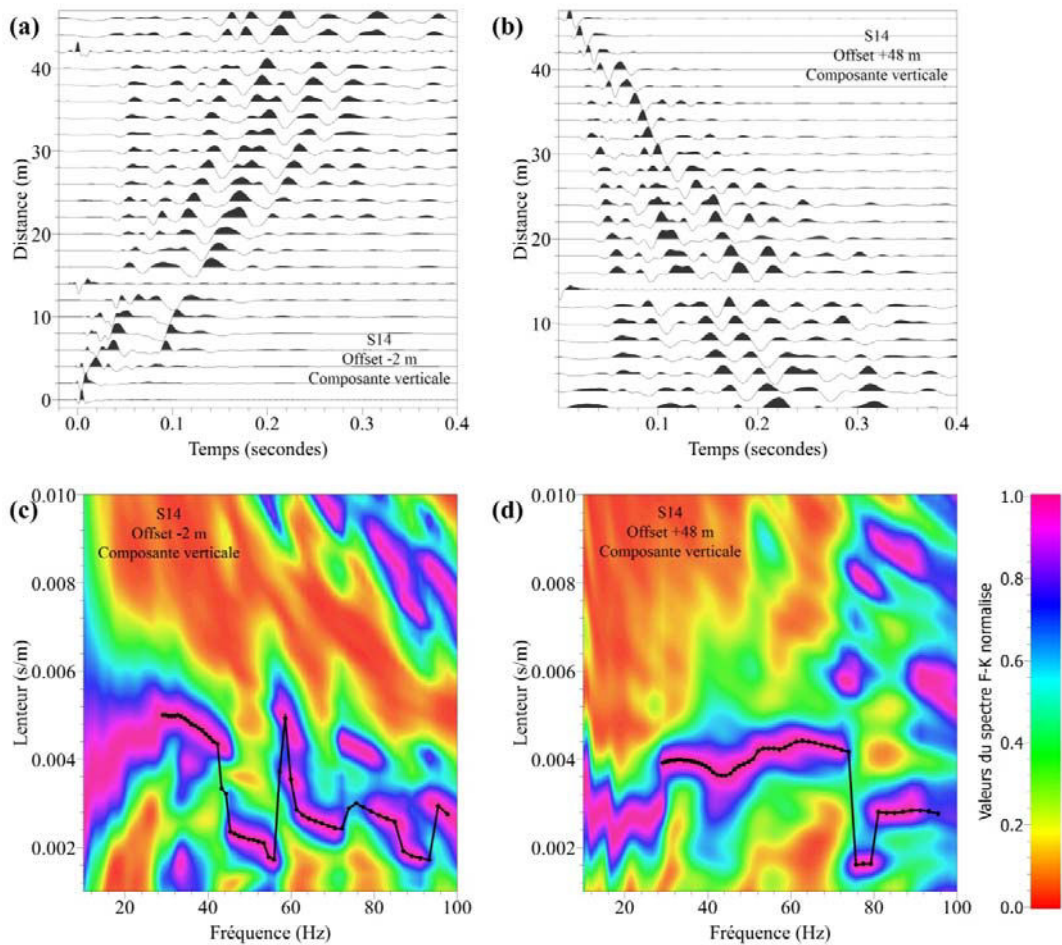 (a)
S14
Offset -2 m
Composante verticale
Distance (m)
40
30
20
10
0
0.0 0.1 0.2 0.3 0.4
Temps (secondes)
(b)
S14
Offset +48 m
Composante verticale
Distance (m)
40
30
20
10
0.1 0.2 0.3 0.4
Temps (secondes)
(c)
S14
Offset -2 m
Composante verticale
Lenteur (s/m)
0.010
0.008
0.006
0.004
0.002
20 40 60 80 100
Fréquence (Hz)
(d)
S14
Offset +48 m
Composante verticale
Lenteur (s/m)
0.010
0.008
0.006
0.004
0.002
20 40 60 80 100
Fréquence (Hz)
Valeurs du spectre F-K normalise
1.0
0.8
0.6
0.4
0.2
0.0